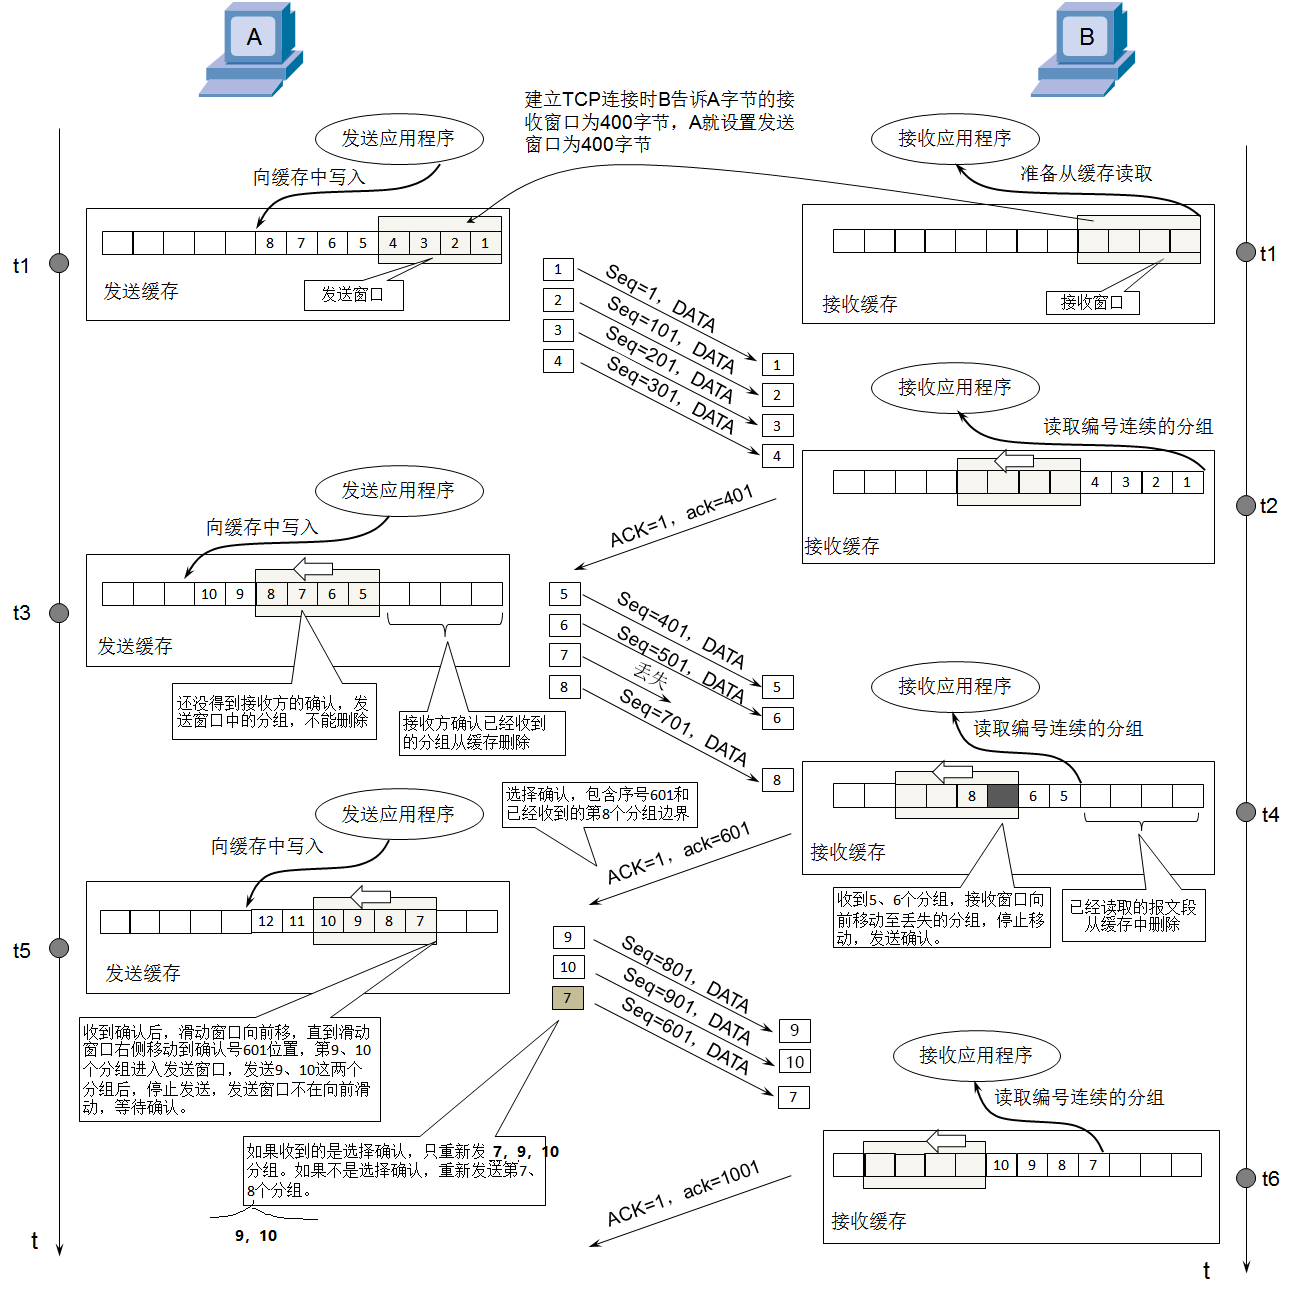 A
B
建立TCP连接时B告诉A字节的接
收窗口为400字节，A就设置发送
窗口为400字节
发送应用程序
接收应用程序
向缓存中写入
准备从缓存读取
8 7 6 5 4 3 2 1
t1
发送窗口
发送缓存
t1
接收窗口
接收缓存
1
2
3
4
Seq=1，DATA
Seq=101，DATA
Seq=201，DATA
Seq=301，DATA
1
2
3
4
接收应用程序
读取编号连续的分组
4 3 2 1
t2
接收缓存
ACK=1，ack=401
发送应用程序
向缓存中写入
10 9 8 7 6 5
t3
发送缓存
还没得到接收方的确认，发
送窗口中的分组，不能删除
接收方确认已经收到
的分组从缓存删除
5
6
7
8
Seq=401，DATA
Seq=501，DATA
丢失
Seq=701，DATA
5
6
8
接收应用程序
读取编号连续的分组
8 6 5
t4
接收缓存
收到5、6个分组，接收窗口向
前移动至丢失的分组，停止移
动，发送确认。
已经读取的报文段
从缓存中删除
选择确认，包含序号601和
已经收到的第8个分组边界
ACK=1，ack=601
发送应用程序
向缓存中写入
12 11 10 9 8 7
t5
发送缓存
收到确认后，滑动窗口向前移，直到滑动
窗口右侧移动到确认号601位置，第9、10
个分组进入发送窗口，发送9、10这两个
分组后，停止发送，发送窗口不在向前滑
动，等待确认。
9
10
7
Seq=801，DATA
Seq=901，DATA
Seq=601，DATA
9
10
7
如果收到的是选择确认，只重新发 7，9，10
分组。如果不是选择确认，重新发送第7、
8个分组。
9，10
接收应用程序
读取编号连续的分组
10 9 8 7
t6
接收缓存
ACK=1，ack=1001
t
t